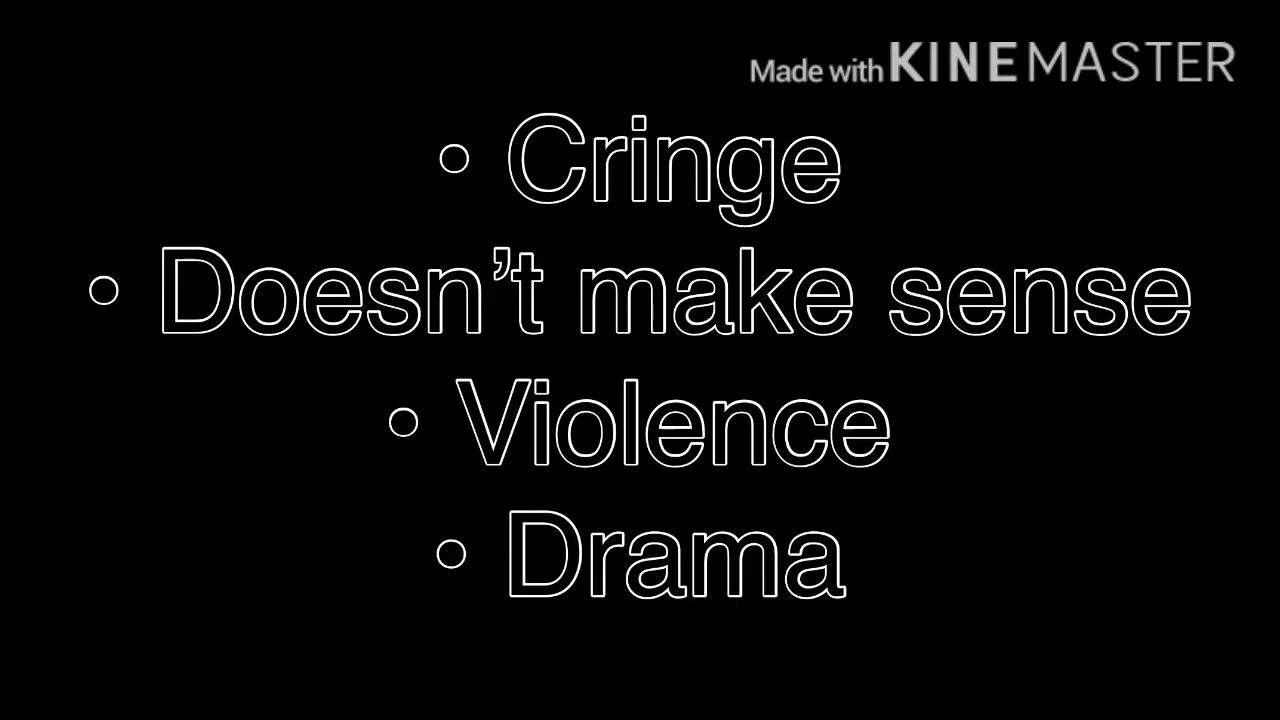 Made with KINEMASTER
• Cringe
• Doesn’t make sense
• Violence
• Drama